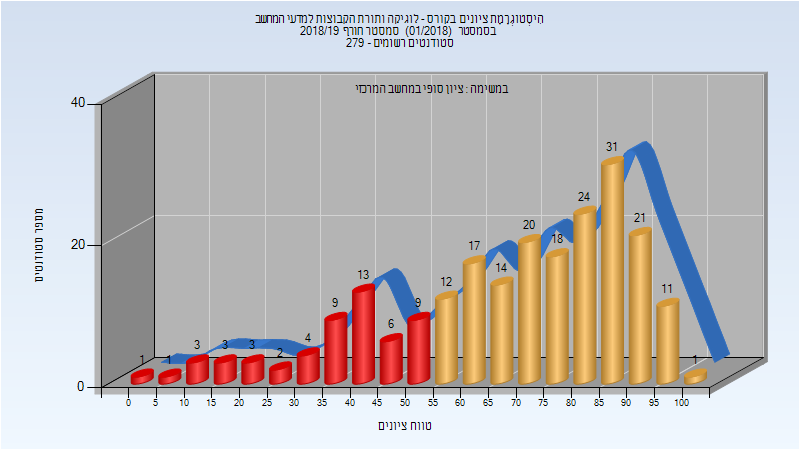 היסטוגרמת ציונים בקורס - לוגיקה ותורת הקבוצות למדעי המחשב
בסמסטר (01/2018) סמסטר חורף 2018/19
סטודנטים רשומים - 279
במשימה : ציון סופי במחשב המרכזי
מספר סטודנטים
40
20
0
1 1 3 3 3 2 4 9 13 6 9 12 17 14 20 18 24 31 21 11 1
0 5 10 15 20 25 30 35 40 45 50 55 60 65 70 75 80 85 90 95 100
טווח ציונים